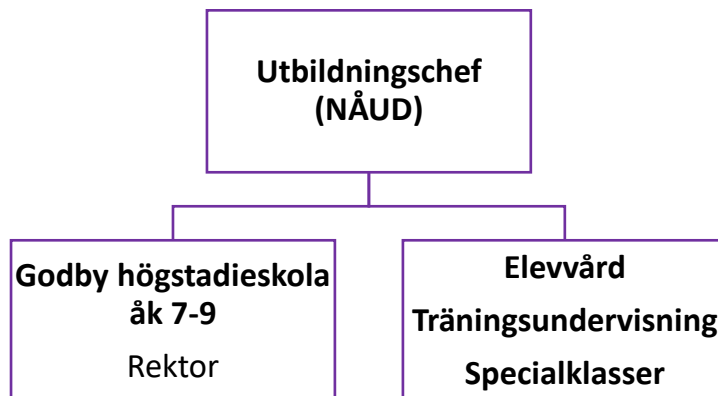 Utbildningschef
(NÅUD)
Godby högstadieskola
åk 7-9
Rektor
Elevvård
Träningsundervisning
Specialklasser